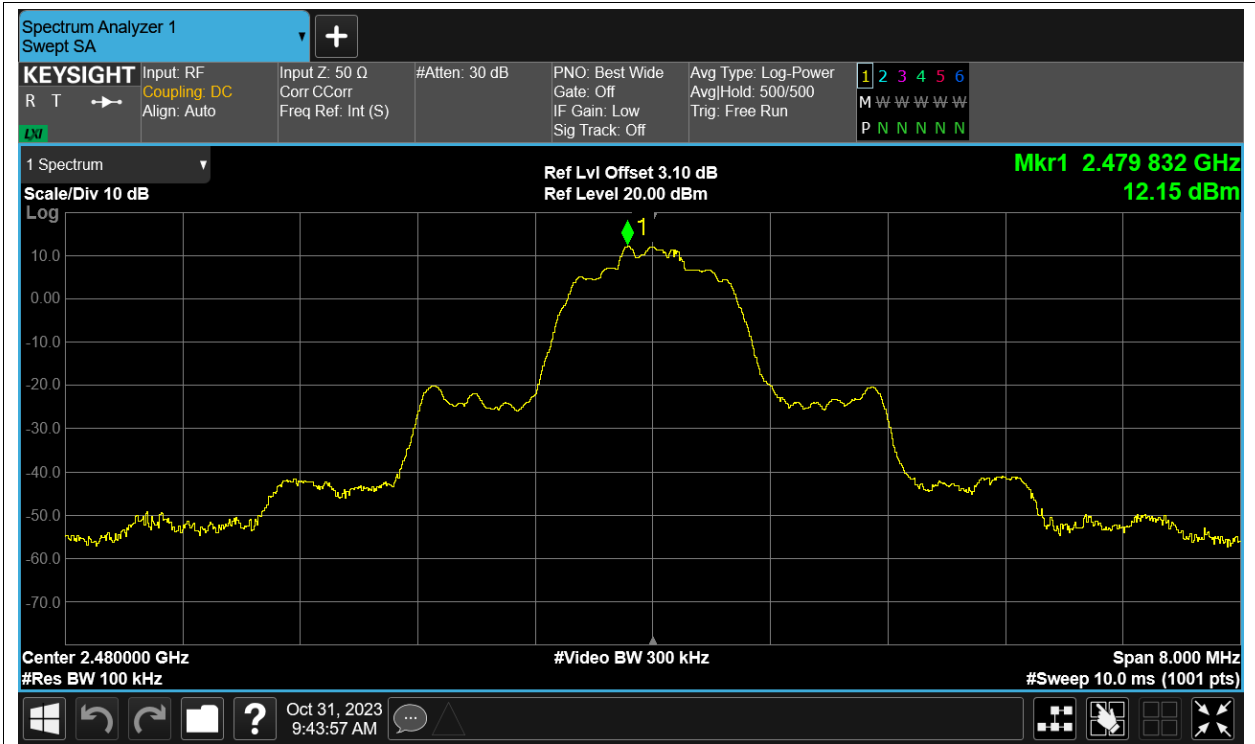 Spectrum Analyzer 1
Swept SA
KEYSIGHT
R T
LXI
Input: RF
Coupling: DC
Align: Auto
Input Z: 50 Ω
Corr CCorr
Freq Ref: Int (S)
#Atten: 30 dB
PNO: Best Wide
Gate: Off
IF Gain: Low
Sig Track: Off
Avg Type: Log-Power
Avg|Hold: 500/500
Trig: Free Run
1 2 3 4 5 6
M W W W W W
P N N N N N
1 Spectrum
Scale/Div 10 dB
Log
Ref Lvl Offset 3.10 dB
Ref Level 20.00 dBm
Mkr1 2.479 832 GHz
12.15 dBm
1
10.0
0.00
-10.0
-20.0
-30.0
-40.0
-50.0
-60.0
-70.0
Center 2.480000 GHz
#Res BW 100 kHz
#Video BW 300 kHz
Span 8.000 MHz
#Sweep 10.0 ms (1001 pts)
?
Oct 31, 2023
9:43:57 AM